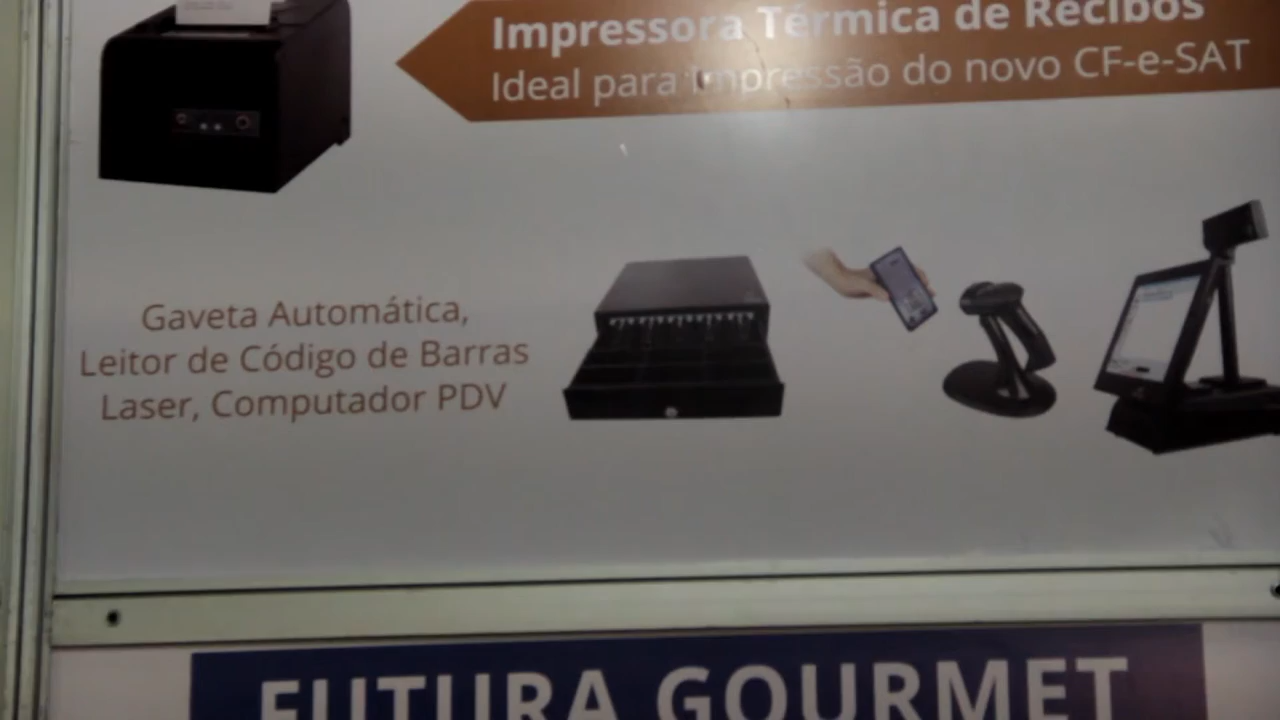 Impressora Térmica de Recibos
Ideal para Impressão do novo CF-e-SAT
Gaveta Automática,
Leitor de Código de Barras
Laser, Computador PDV
FUTURA GOURMET